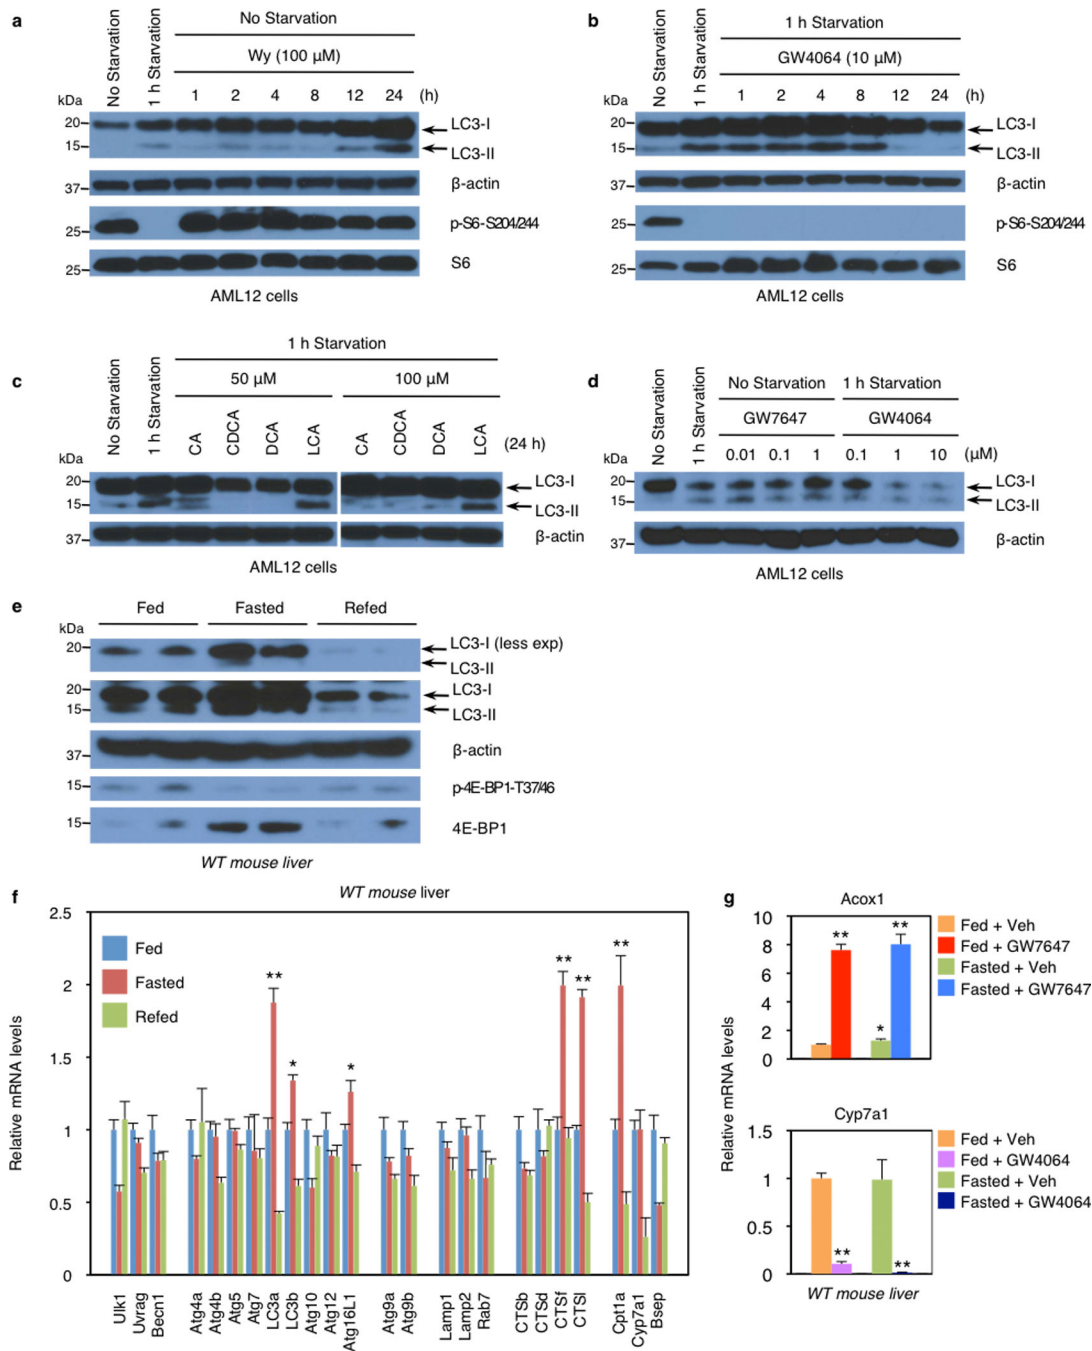 a
No Starvation
1 h Starvation
No Starvation
Wy (100 µM)
1 2 4 8 12 24 (h)
kDa
20
15
LC3-I
LC3-II
37
β-actin
25
p-S6-S204/244
25
S6
AML12 cells
b
No Starvation
1 h Starvation
1 h Starvation
GW4064 (10 µM)
1 2 4 8 12 24 (h)
kDa
20
15
LC3-I
LC3-II
37
β-actin
25
p-S6-S204/244
25
S6
AML12 cells
c
No Starvation
1 h Starvation
1 h Starvation
50 µM 100 µM
CA CDCA DCA LCA CA CDCA DCA LCA (24 h)
kDa
20
15
LC3-I
LC3-II
37
β-actin
AML12 cells
d
No Starvation
1 h Starvation
No Starvation 1 h Starvation
GW7647 GW4064
0.01 0.1 1 0.1 1 10 (µM)
kDa
20
15
LC3-I
LC3-II
37
β-actin
AML12 cells
e
Fed Fasted Refed
kDa
20
LC3-I (less exp)
LC3-II
20
15
LC3-I
LC3-II
37
β-actin
15
p-4E-BP1-T37/46
15
4E-BP1
WT mouse liver
f
WT mouse liver
Relative mRNA levels
2.5
2
1.5
1
0.5
0
Fed
Fasted
Refed
** * * ** ** **
Ulk1 Uvrag Becn1 Atg4a Atg4b Atg5 Atg7 LC3a LC3b Atg10 Atg12 Atg16L1 Atg9a Atg9b Lamp1 Lamp2 Rab7 CTSb CTSd CTSf CTSl Cpt1a Cyp7a1 Bsep
g
Relative mRNA levels
Acox1
10
8
6
4
2
0
** * **
Fed + Veh
Fed + GW7647
Fasted + Veh
Fasted + GW7647
Cyp7a1
1.5
1
0.5
0
** **
Fed + Veh
Fed + GW4064
Fasted + Veh
Fasted + GW4064
WT mouse liver